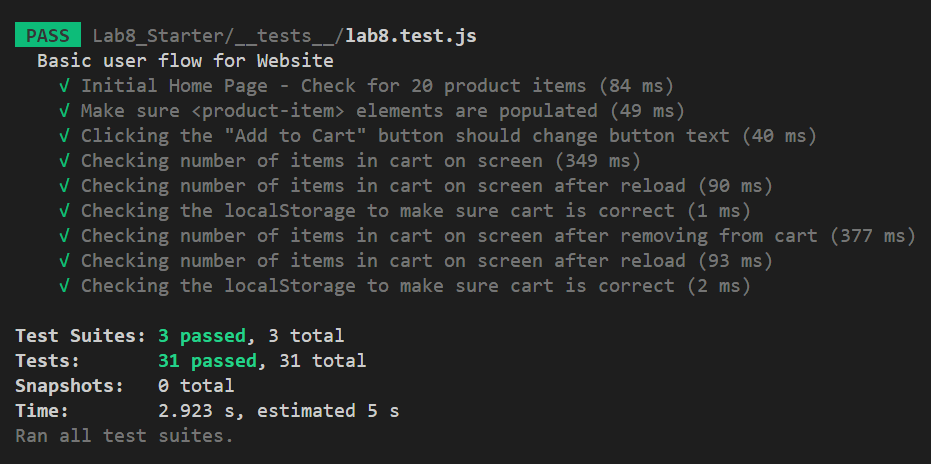 PASS Lab8_Starter/__tests__/lab8.test.js
Basic user flow for Website
√ Initial Home Page - Check for 20 product items (84 ms)
√ Make sure <product-item> elements are populated (49 ms)
√ Clicking the "Add to Cart" button should change button text (40 ms)
√ Checking number of items in cart on screen (349 ms)
√ Checking number of items in cart on screen after reload (90 ms)
√ Checking the localStorage to make sure cart is correct (1 ms)
√ Checking number of items in cart on screen after removing from cart (377 ms)
√ Checking number of items in cart on screen after reload (93 ms)
√ Checking the localStorage to make sure cart is correct (2 ms)
Test Suites: 3 passed, 3 total
Tests: 31 passed, 31 total
Snapshots: 0 total
Time: 2.923 s, estimated 5 s
Ran all test suites.